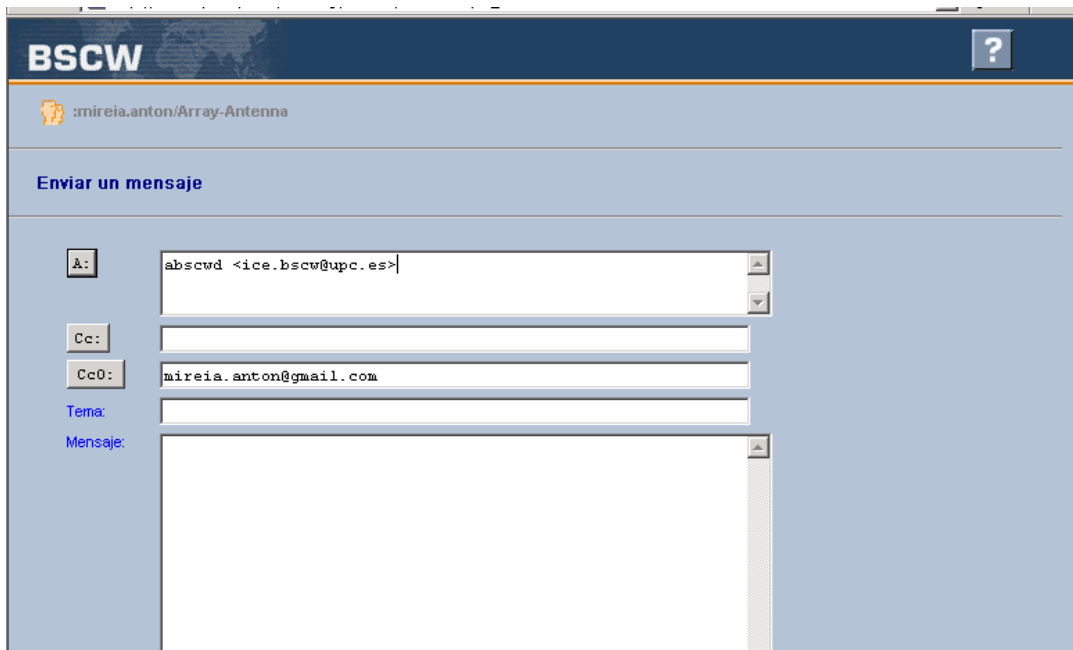 BSCW
?
:mireia.anton/Array-Antenna
Enviar un mensaje
A: abscwd <ice.bscw@upc.es>
Cc:
CcO: mireia.anton@gmail.com
Tema:
Mensaje: